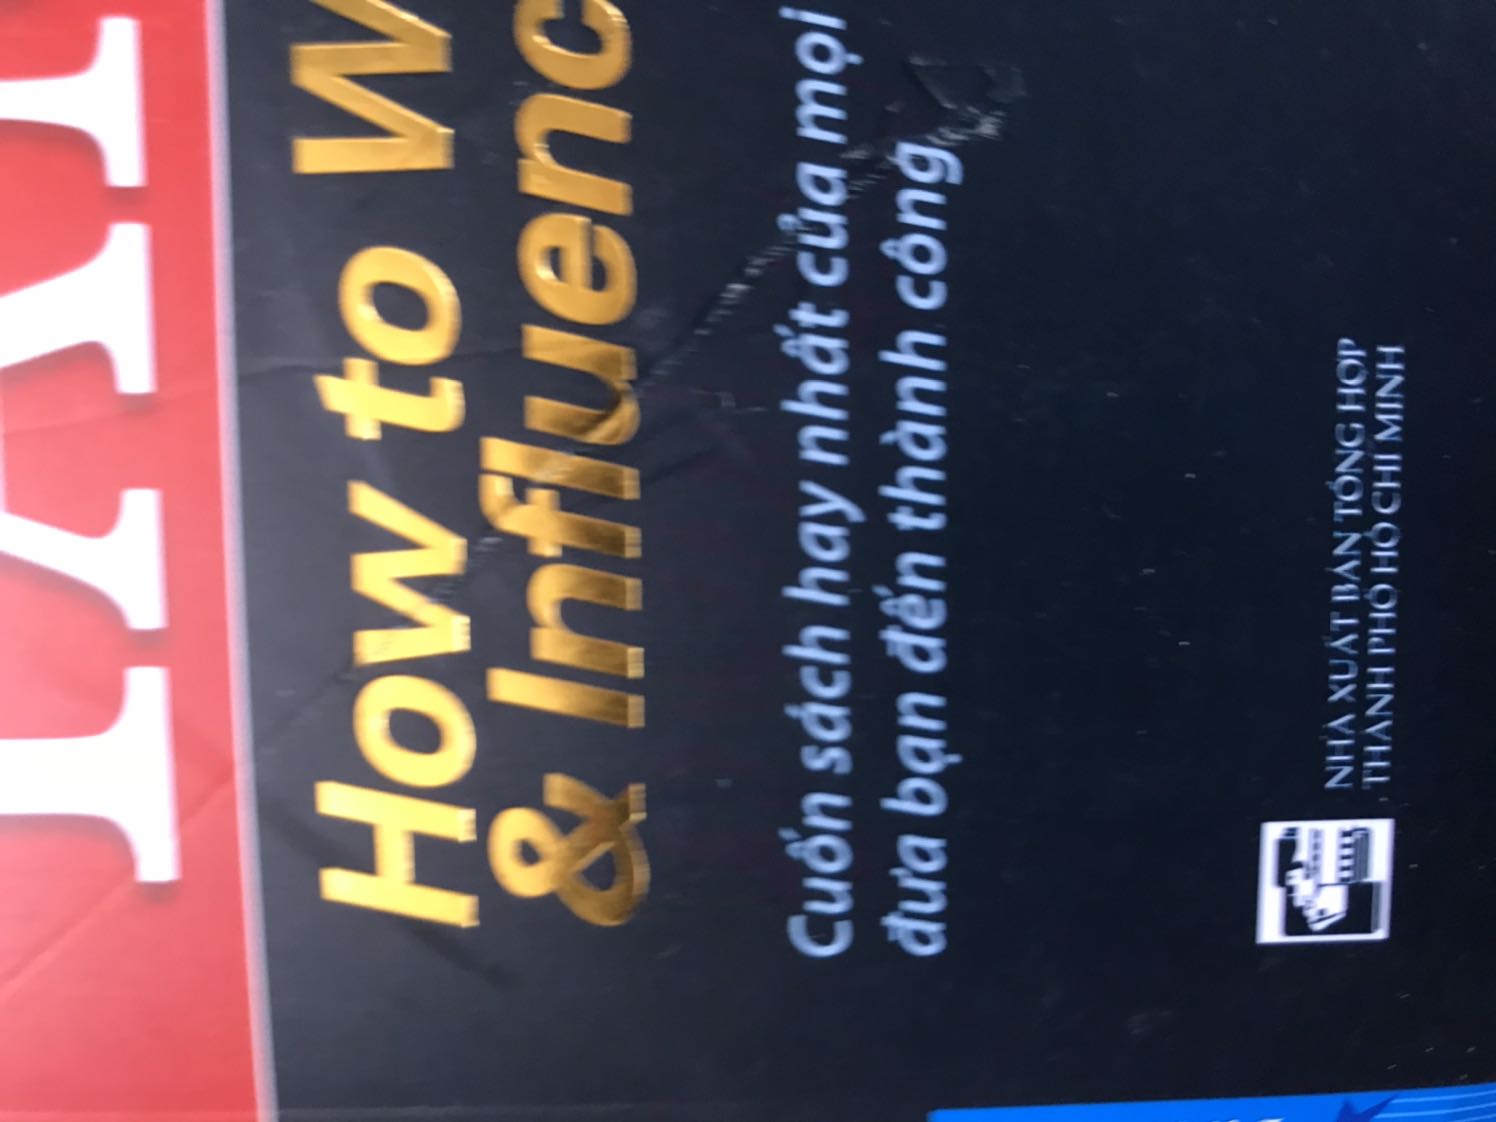 How to W
& Influenc
Cuốn sách hay nhất của mọi
đưa bạn đến thành công
NHÀ XUẤT BẢN TỔNG HỢP
THÀNH PHỐ HỒ CHÍ MINH